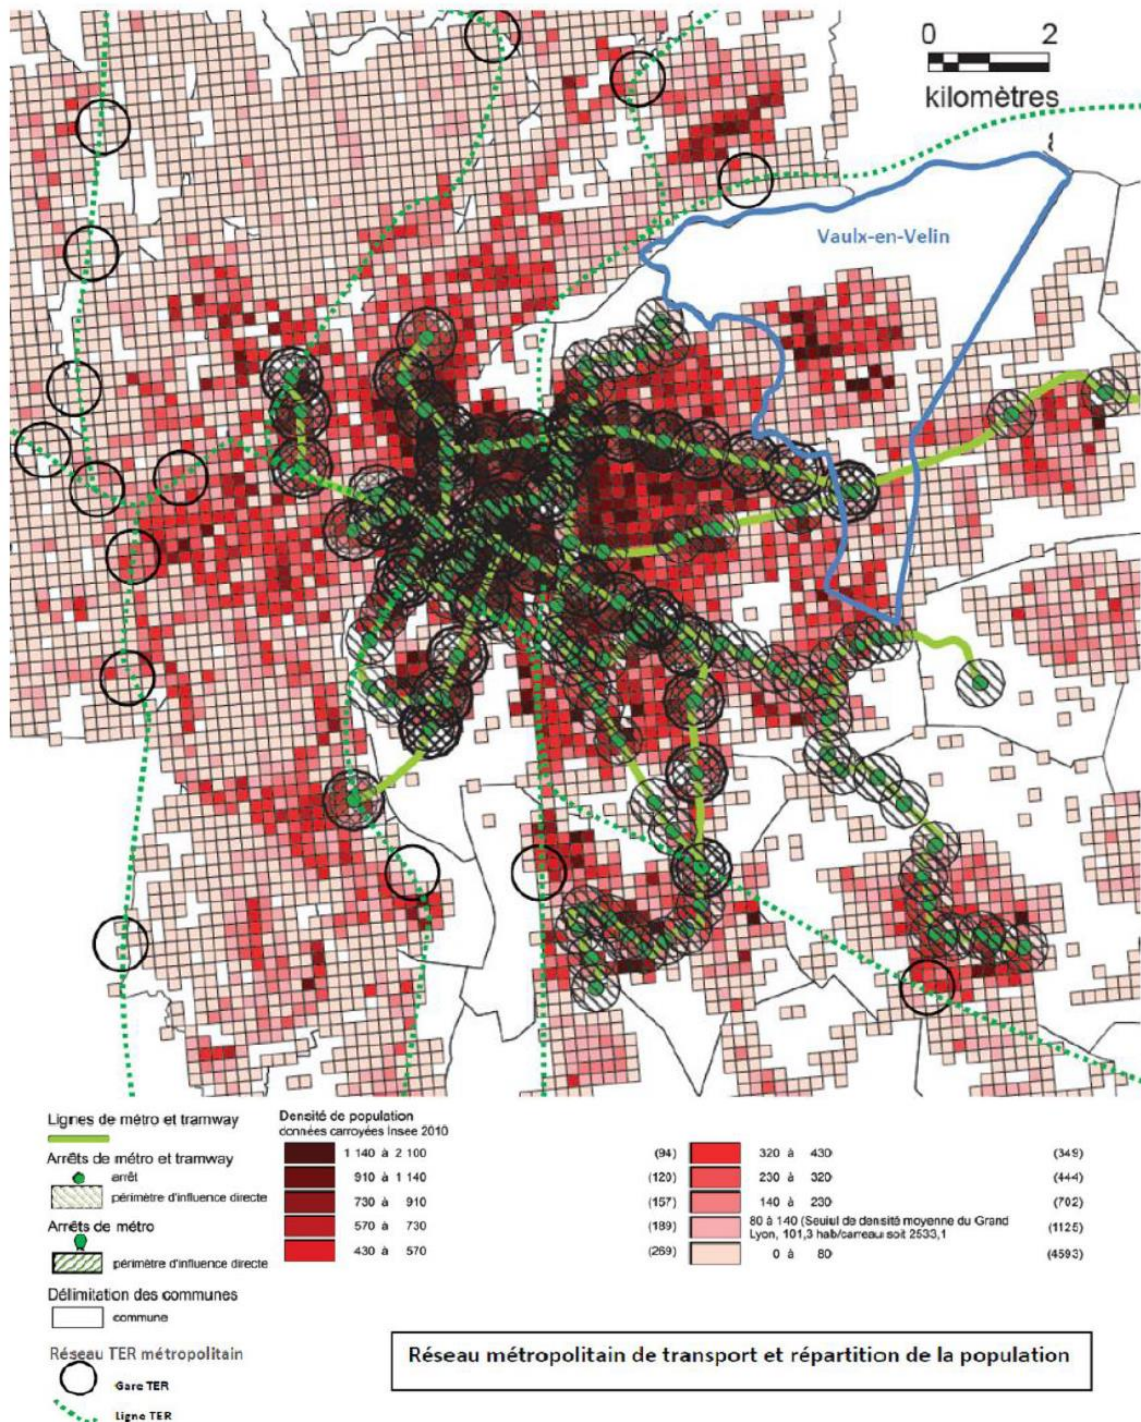 0 2
kilomètres
Vaulx-en-Velin
Lignes de métro et tramway
Arrêts de métro et tramway
arrêt
périmètre d'influence directe
Arrêts de métro
périmètre d'influence directe
Délimitation des communes
commune
Réseau TER métropolitain
Gare TER
Ligne TER
Densité de population
données carroyées Insee 2010
1 140 à 2 100 (94)
910 à 1 140 (120)
730 à 910 (157)
570 à 730 (189)
430 à 570 (269)
320 à 430 (349)
230 à 320 (444)
140 à 230 (702)
80 à 140 (Seuiul de densité moyenne du Grand
Lyon, 101,3 hab/carreau soit 2533,1 (1125)
0 à 80 (4593)
Réseau métropolitain de transport et répartition de la population